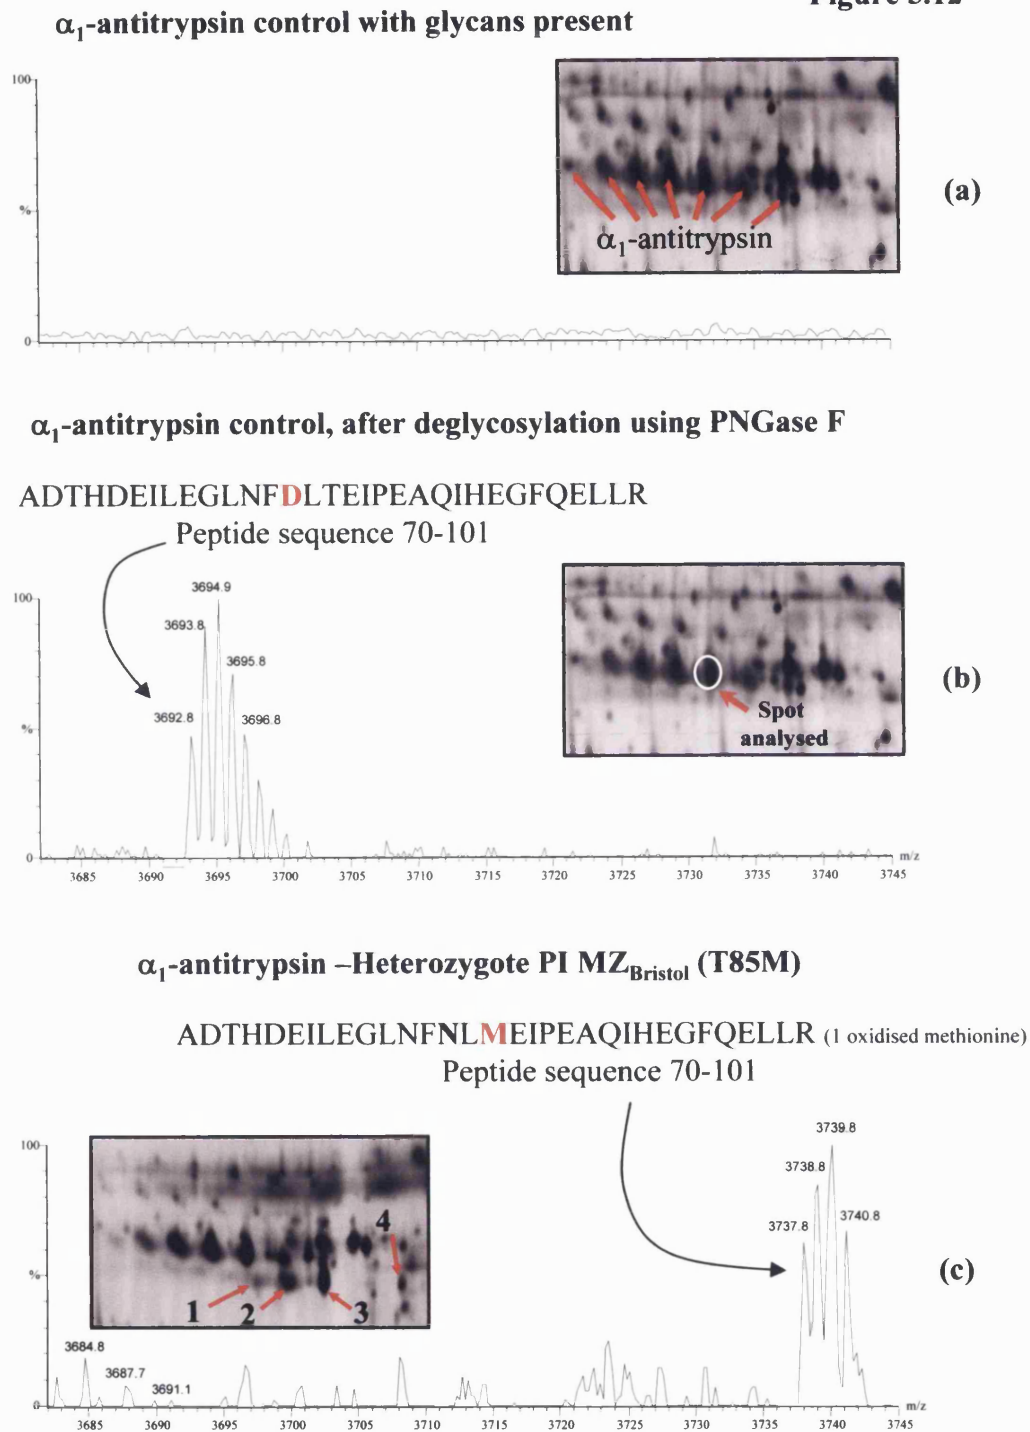 Figure 3.12
α₁-antitrypsin control with glycans present
100
%
0
α₁-antitrypsin
(a)
α₁-antitrypsin control, after deglycosylation using PNGase F
ADTHDEILEGLNFDLTEIPEAQIHEGFQELLR
Peptide sequence 70-101
100
%
0
3692.8
3693.8
3694.9
3695.8
3696.8
Spot
analysed
(b)
3685 3690 3695 3700 3705 3710 3715 3720 3725 3730 3735 3740 3745 m/z
α₁-antitrypsin –Heterozygote PI MZBristol (T85M)
ADTHDEILEGLNFNLMEIPEAQIHEGFQELLR (1 oxidised methionine)
Peptide sequence 70-101
100
%
0
1
2
3
4
3684.8
3687.7
3691.1
3737.8
3738.8
3739.8
3740.8
(c)
3685 3690 3695 3700 3705 3710 3715 3720 3725 3730 3735 3740 3745 m/z